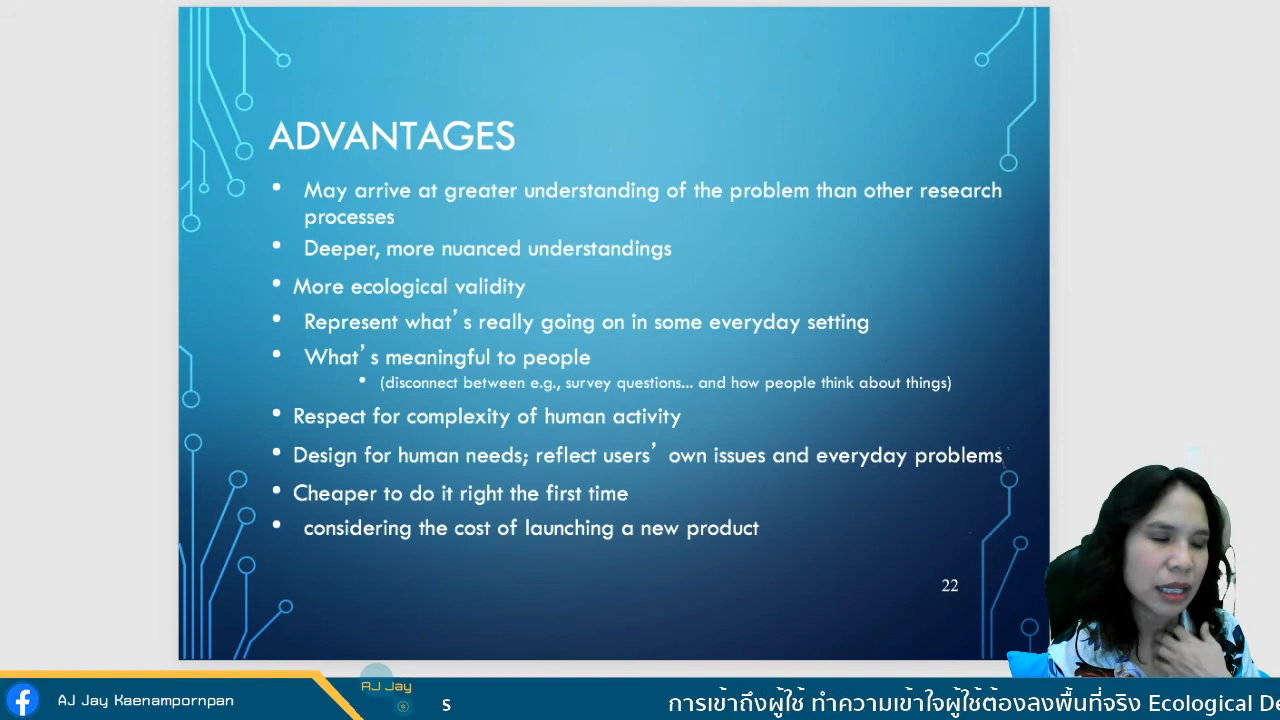 ADVANTAGES
• May arrive at greater understanding of the problem than other research
processes
• Deeper, more nuanced understandings
• More ecological validity
• Represent what’s really going on in some everyday setting
• What’s meaningful to people
• (disconnect between e.g., survey questions... and how people think about things)
• Respect for complexity of human activity
• Design for human needs; reflect users’ own issues and everyday problems
• Cheaper to do it right the first time
• considering the cost of launching a new product
22
AJ Jay Kaenampornpan
AJ Jay
5
การเข้าถึงผู้ใช้ ทำความเข้าใจผู้ใช้ต้องลงพื้นที่จริง Ecological De